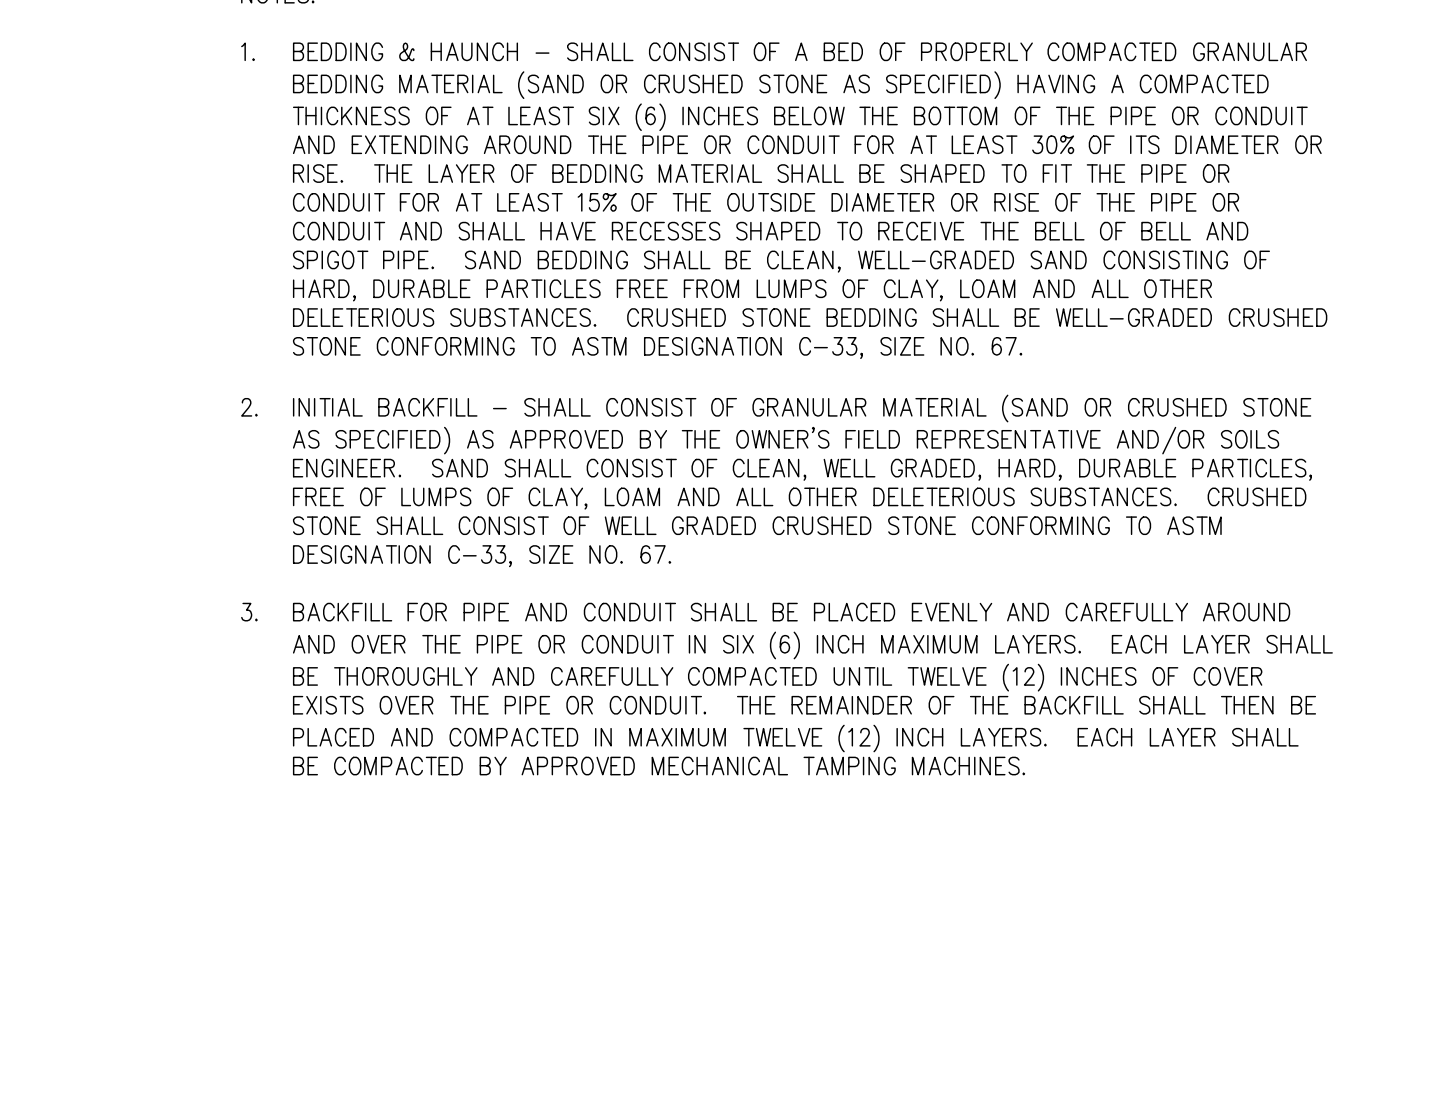 NOTES:
1. BEDDING & HAUNCH – SHALL CONSIST OF A BED OF PROPERLY COMPACTED GRANULAR
BEDDING MATERIAL (SAND OR CRUSHED STONE AS SPECIFIED) HAVING A COMPACTED
THICKNESS OF AT LEAST SIX (6) INCHES BELOW THE BOTTOM OF THE PIPE OR CONDUIT
AND EXTENDING AROUND THE PIPE OR CONDUIT FOR AT LEAST 30% OF ITS DIAMETER OR
RISE. THE LAYER OF BEDDING MATERIAL SHALL BE SHAPED TO FIT THE PIPE OR
CONDUIT FOR AT LEAST 15% OF THE OUTSIDE DIAMETER OR RISE OF THE PIPE OR
CONDUIT AND SHALL HAVE RECESSES SHAPED TO RECEIVE THE BELL OF BELL AND
SPIGOT PIPE. SAND BEDDING SHALL BE CLEAN, WELL–GRADED SAND CONSISTING OF
HARD, DURABLE PARTICLES FREE FROM LUMPS OF CLAY, LOAM AND ALL OTHER
DELETERIOUS SUBSTANCES. CRUSHED STONE BEDDING SHALL BE WELL–GRADED CRUSHED
STONE CONFORMING TO ASTM DESIGNATION C–33, SIZE NO. 67.
2. INITIAL BACKFILL – SHALL CONSIST OF GRANULAR MATERIAL (SAND OR CRUSHED STONE
AS SPECIFIED) AS APPROVED BY THE OWNER'S FIELD REPRESENTATIVE AND/OR SOILS
ENGINEER. SAND SHALL CONSIST OF CLEAN, WELL GRADED, HARD, DURABLE PARTICLES,
FREE OF LUMPS OF CLAY, LOAM AND ALL OTHER DELETERIOUS SUBSTANCES. CRUSHED
STONE SHALL CONSIST OF WELL GRADED CRUSHED STONE CONFORMING TO ASTM
DESIGNATION C–33, SIZE NO. 67.
3. BACKFILL FOR PIPE AND CONDUIT SHALL BE PLACED EVENLY AND CAREFULLY AROUND
AND OVER THE PIPE OR CONDUIT IN SIX (6) INCH MAXIMUM LAYERS. EACH LAYER SHALL
BE THOROUGHLY AND CAREFULLY COMPACTED UNTIL TWELVE (12) INCHES OF COVER
EXISTS OVER THE PIPE OR CONDUIT. THE REMAINDER OF THE BACKFILL SHALL THEN BE
PLACED AND COMPACTED IN MAXIMUM TWELVE (12) INCH LAYERS. EACH LAYER SHALL
BE COMPACTED BY APPROVED MECHANICAL TAMPING MACHINES.